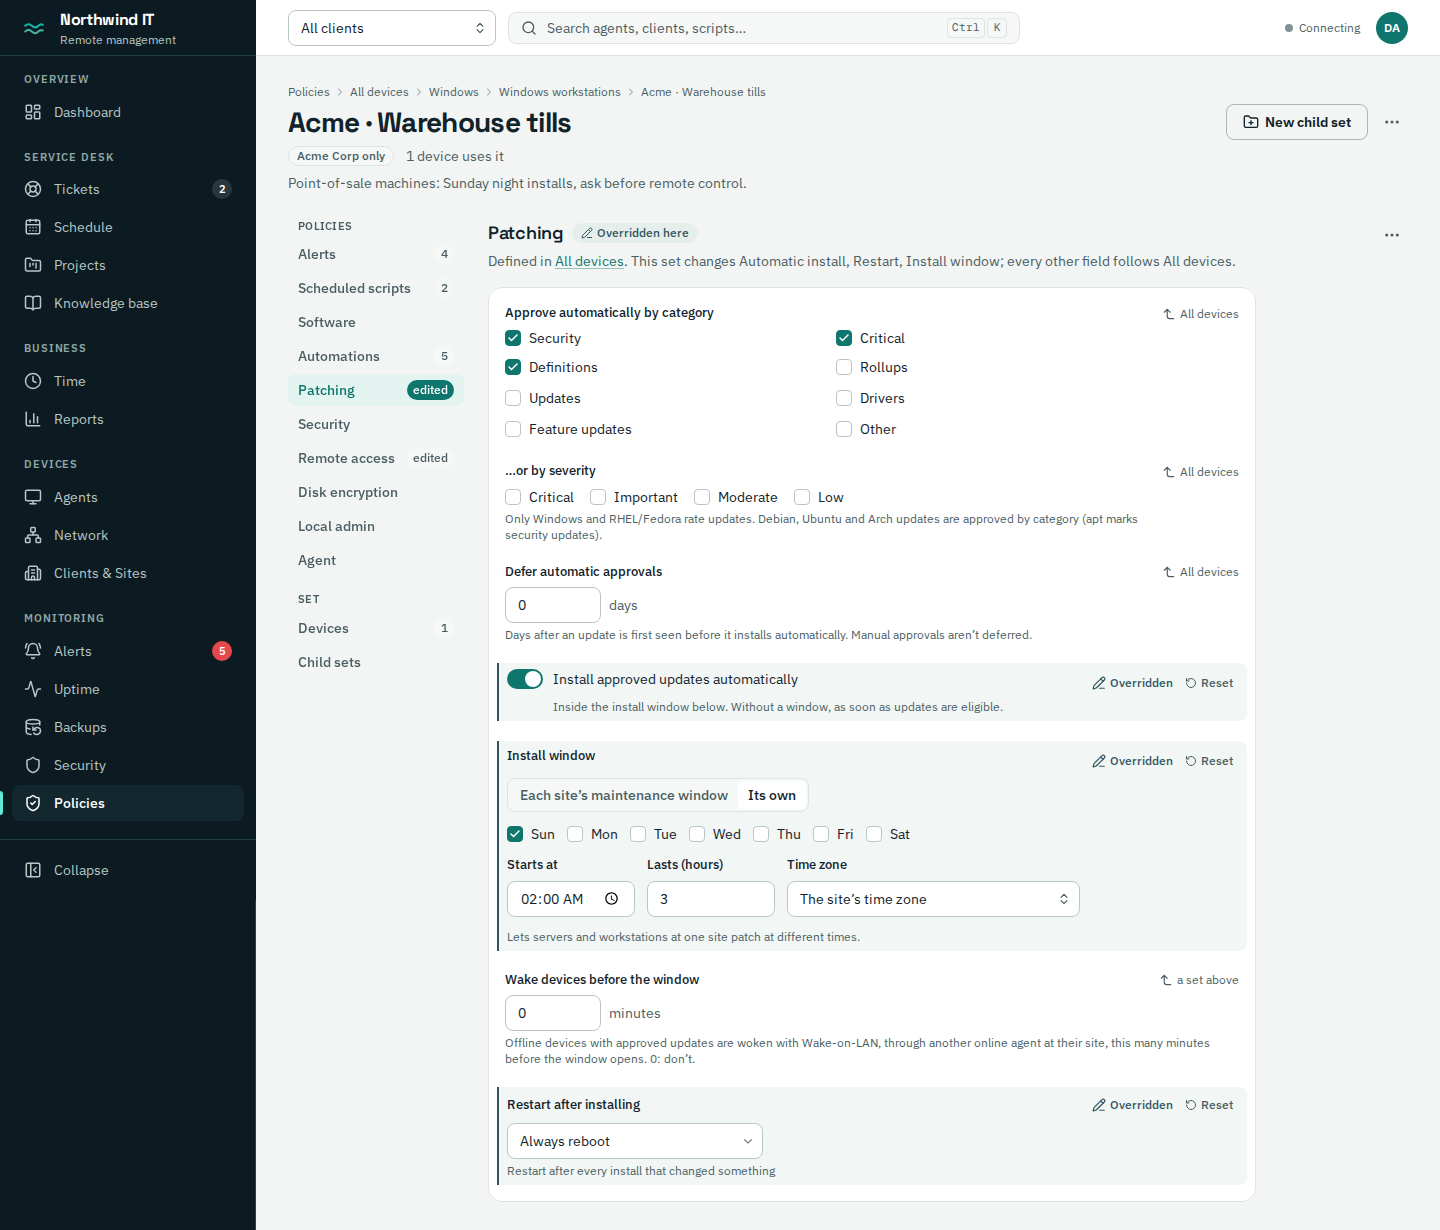 Northwind IT
Remote management
All clients
Search agents, clients, scripts...
Ctrl K
Connecting
DA
OVERVIEW
Dashboard
SERVICE DESK
Tickets 2
Schedule
Projects
Knowledge base
BUSINESS
Time
Reports
DEVICES
Agents
Network
Clients & Sites
MONITORING
Alerts 5
Uptime
Backups
Security
Policies
Collapse
Policies > All devices > Windows > Windows workstations > Acme · Warehouse tills
Acme · Warehouse tills
New child set
Acme Corp only 1 device uses it
Point-of-sale machines: Sunday night installs, ask before remote control.
POLICIES
Alerts 4
Scheduled scripts 2
Software
Automations 5
Patching edited
Security
Remote access edited
Disk encryption
Local admin
Agent
SET
Devices 1
Child sets
Patching Overridden here
Defined in All devices. This set changes Automatic install, Restart, Install window; every other field follows All devices.
Approve automatically by category All devices
Security Critical
Definitions Rollups
Updates Drivers
Feature updates Other
...or by severity All devices
Critical Important Moderate Low
Only Windows and RHEL/Fedora rate updates. Debian, Ubuntu and Arch updates are approved by category (apt marks
security updates).
Defer automatic approvals All devices
0 days
Days after an update is first seen before it installs automatically. Manual approvals aren't deferred.
Install approved updates automatically Overridden Reset
Inside the install window below. Without a window, as soon as updates are eligible.
Install window Overridden Reset
Each site's maintenance window Its own
Sun Mon Tue Wed Thu Fri Sat
Starts at Lasts (hours) Time zone
02:00 AM 3 The site's time zone
Lets servers and workstations at one site patch at different times.
Wake devices before the window a set above
0 minutes
Offline devices with approved updates are woken with Wake-on-LAN, through another online agent at their site, this many minutes
before the window opens. 0: don't.
Restart after installing Overridden Reset
Always reboot
Restart after every install that changed something